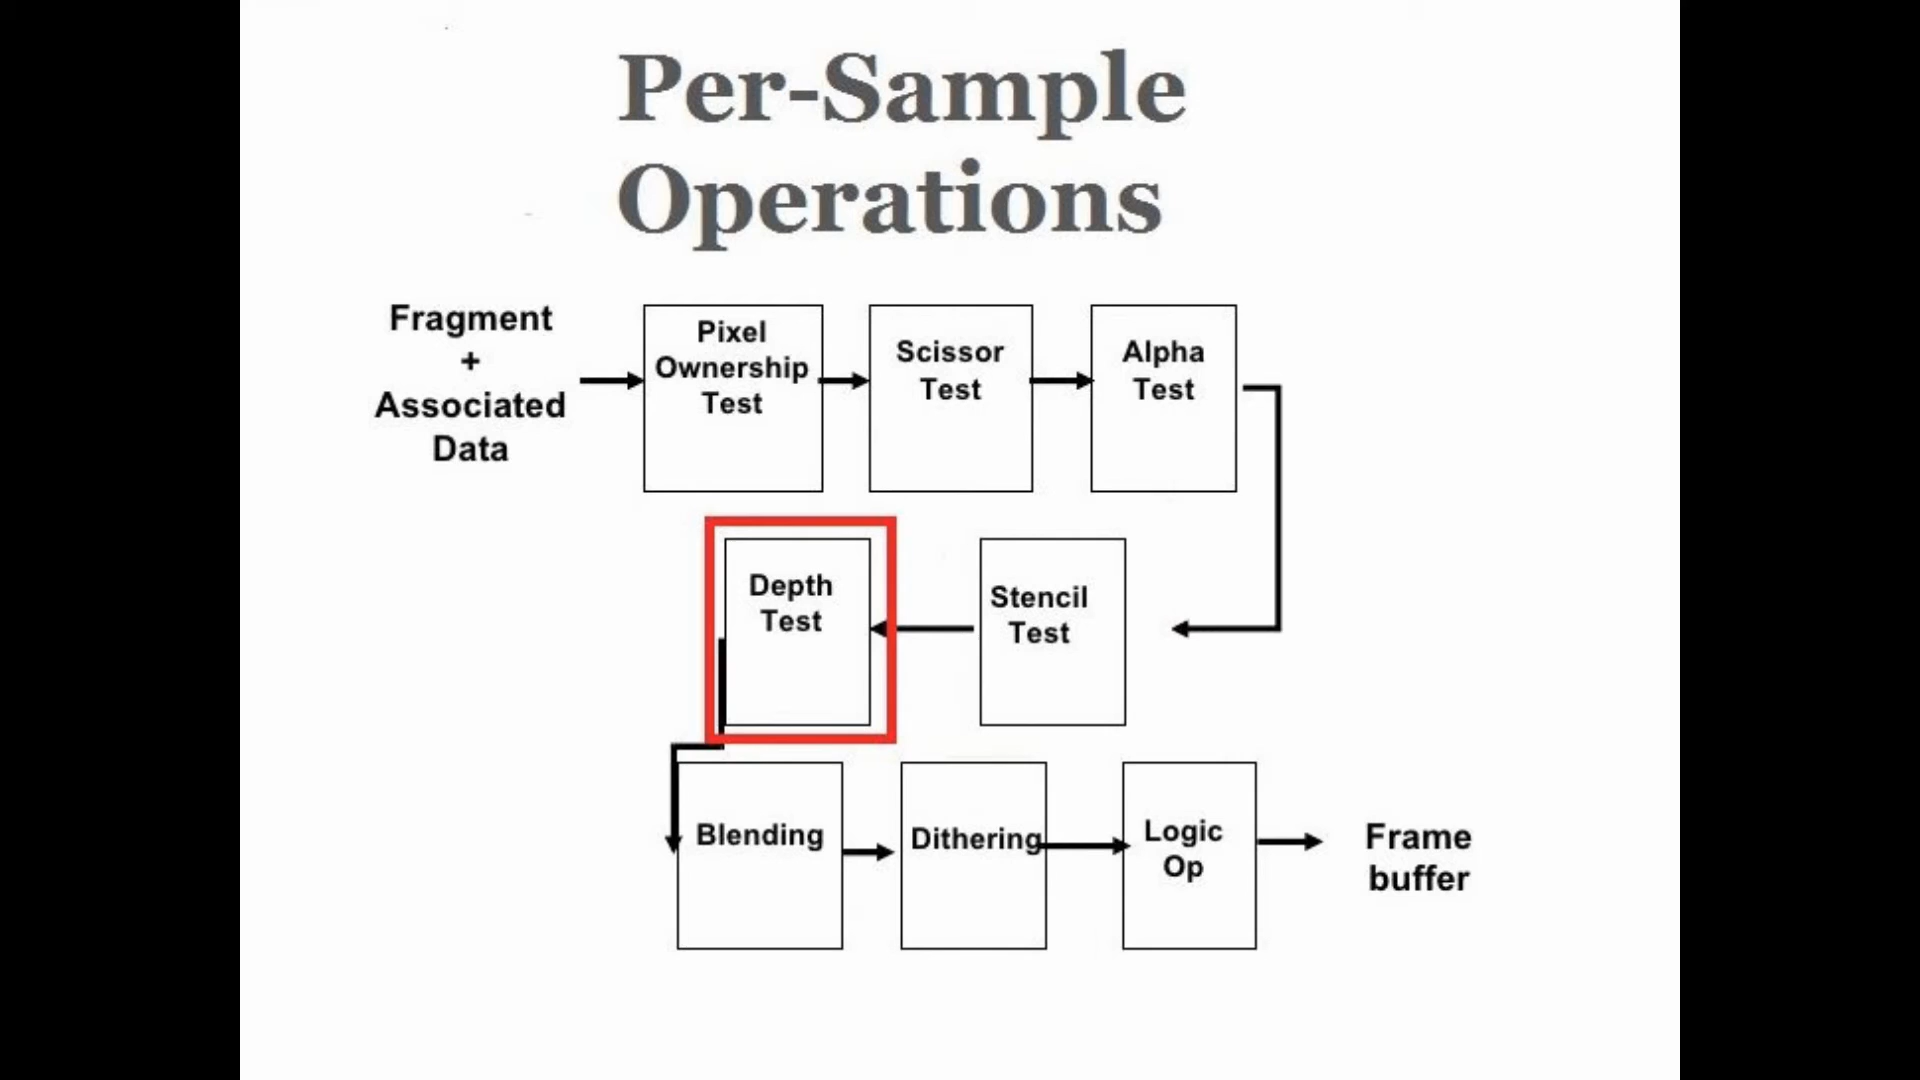 Per-Sample
Operations
Fragment
+
Associated
Data
Pixel
Ownership
Test
Scissor
Test
Alpha
Test
Depth
Test
Stencil
Test
Blending
Dithering
Logic
Op
Frame
buffer